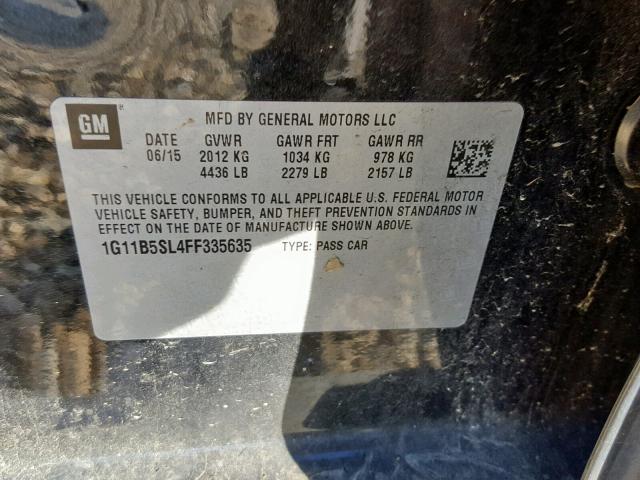 GM
MFD BY GENERAL MOTORS LLC
DATE GVWR GAWR FRT GAWR RR
06/15 2012 KG 1034 KG 978 KG
4436 LB 2279 LB 2157 LB
THIS VEHICLE CONFORMS TO ALL APPLICABLE U.S. FEDERAL MOTOR
VEHICLE SAFETY, BUMPER, AND THEFT PREVENTION STANDARDS IN
EFFECT ON THE DATE OF MANUFACTURE SHOWN ABOVE.
1G11B5SL4FF335635 TYPE: PASS CAR